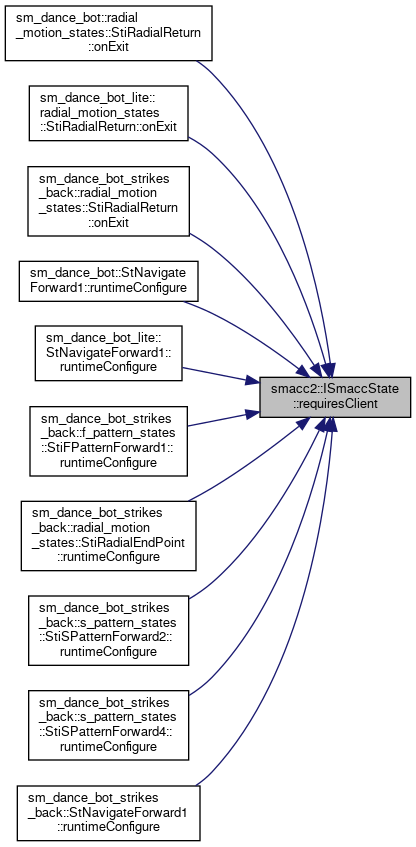 sm_dance_bot::radial
_motion_states::StiRadialReturn
::onExit
sm_dance_bot_lite::
radial_motion_states
::StiRadialReturn::onExit
sm_dance_bot_strikes
_back::radial_motion
_states::StiRadialReturn
::onExit
sm_dance_bot::StNavigate
Forward1::runtimeConfigure
sm_dance_bot_lite::
StNavigateForward1::
runtimeConfigure
smacc2::ISmaccState
::requiresClient
sm_dance_bot_strikes
_back::f_pattern_states
::StiFPatternForward1::
runtimeConfigure
sm_dance_bot_strikes
_back::radial_motion
_states::StiRadialEndPoint
::runtimeConfigure
sm_dance_bot_strikes
_back::s_pattern_states
::StiSPatternForward2::
runtimeConfigure
sm_dance_bot_strikes
_back::s_pattern_states
::StiSPatternForward4::
runtimeConfigure
sm_dance_bot_strikes
_back::StNavigateForward1
::runtimeConfigure